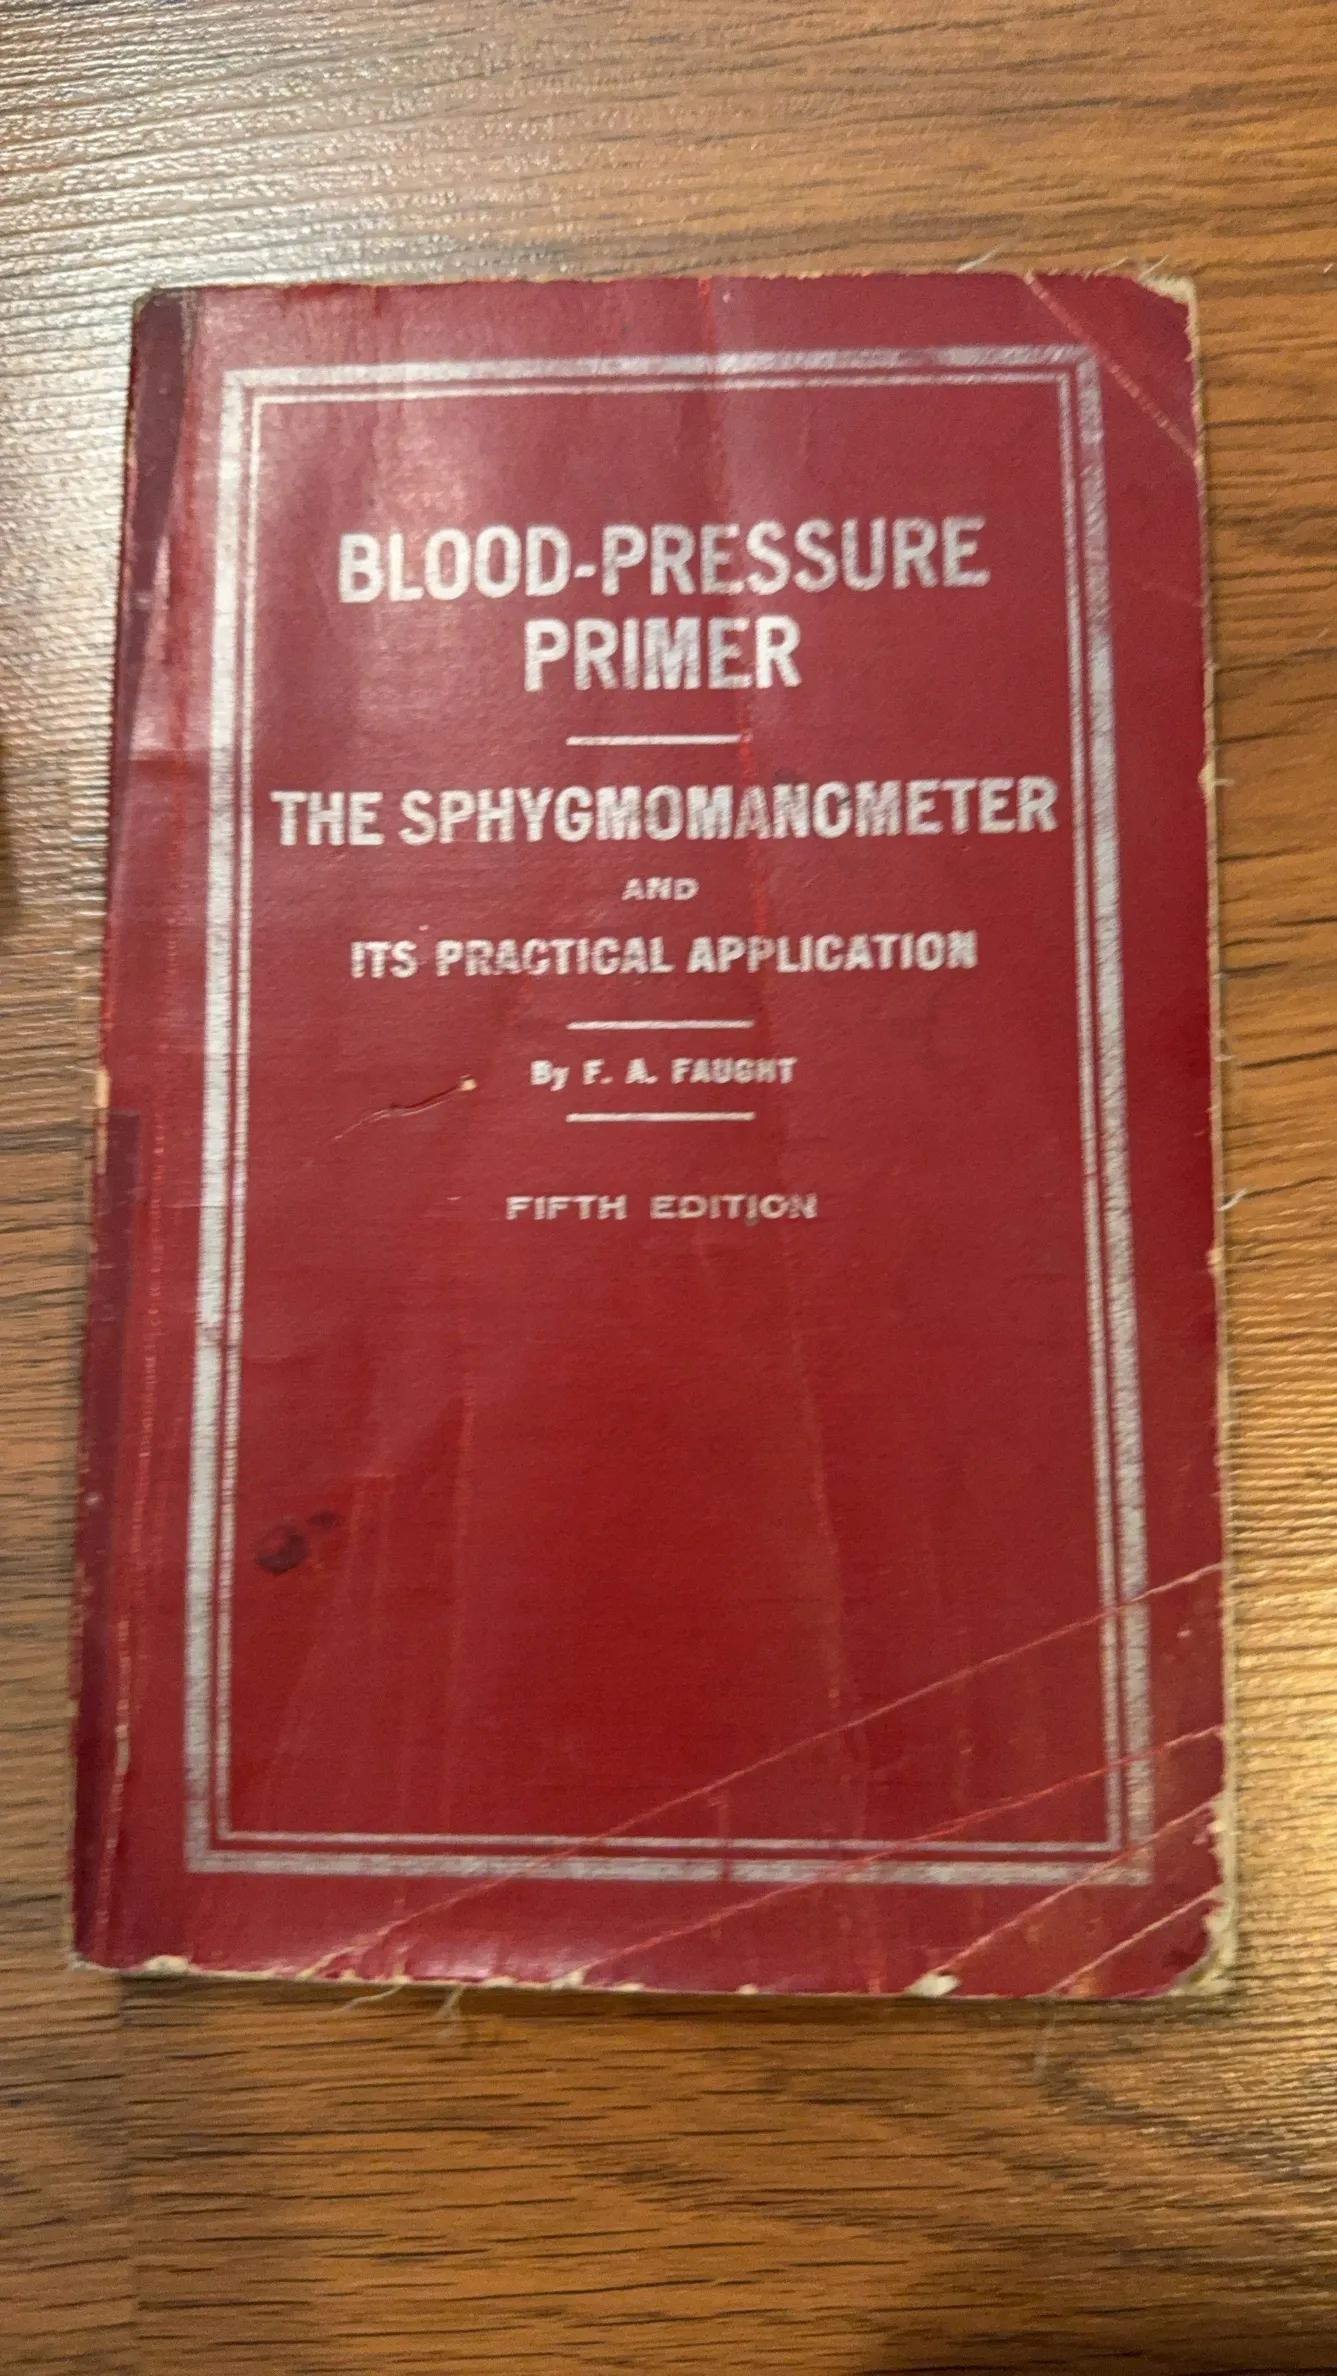 BLOOD-PRESSURE
PRIMER
THE SPHYGMOMANOMETER
AND
ITS PRACTICAL APPLICATION
By F. A. FAUGHT
FIFTH EDITION